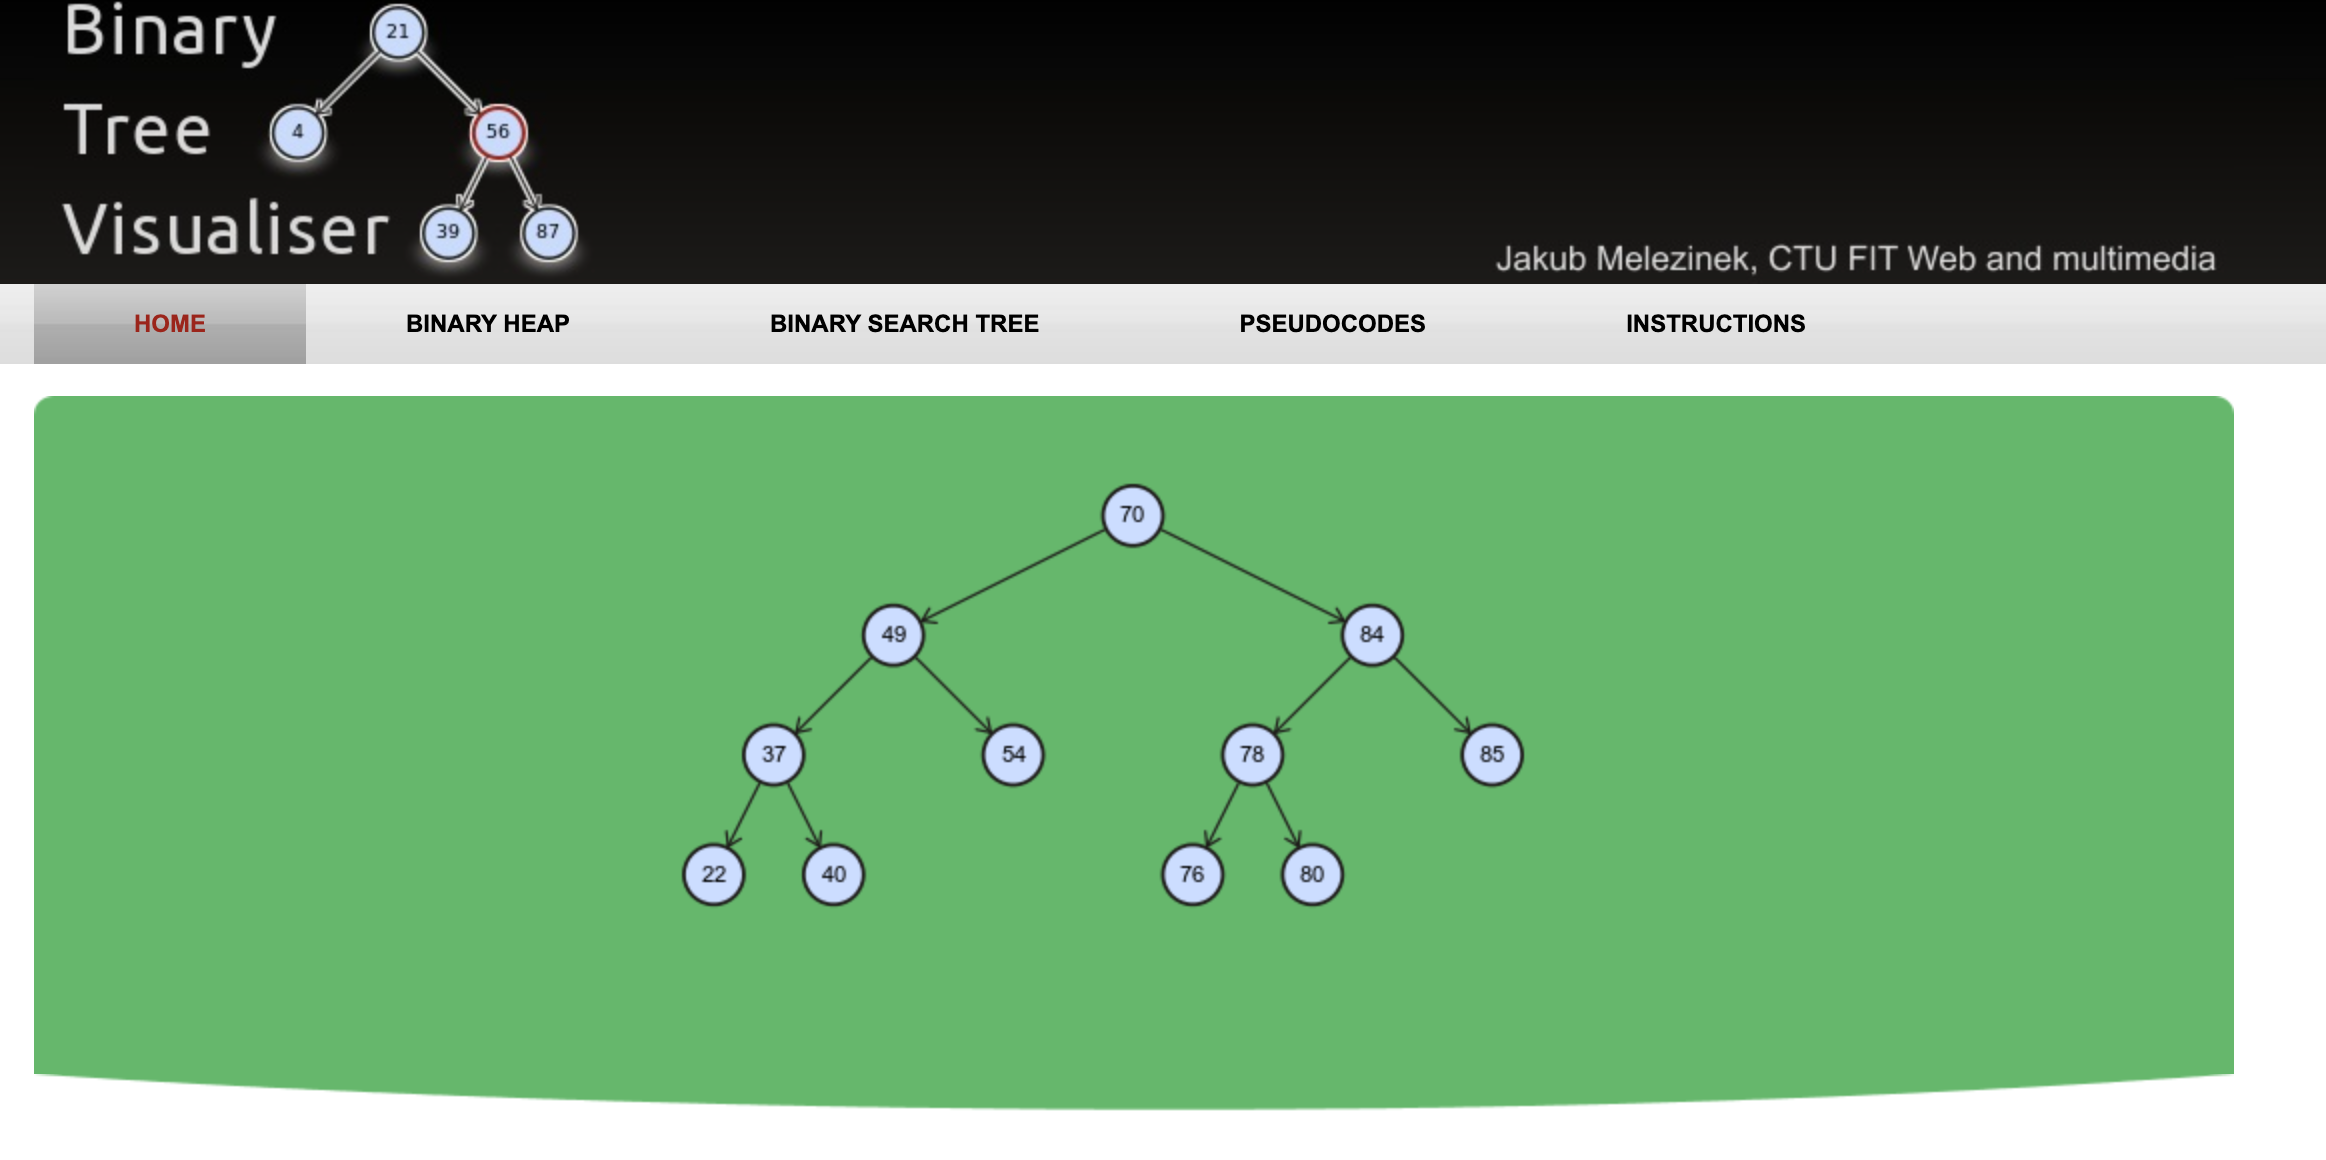 Binary
21
Tree
4
56
Visualiser
39
87
Jakub Melezinek, CTU FIT Web and multimedia
HOME
BINARY HEAP
BINARY SEARCH TREE
PSEUDOCODES
INSTRUCTIONS
70
49
84
37
54
78
85
22
40
76
80